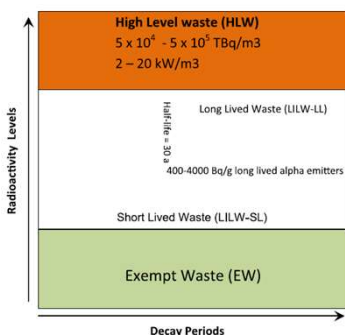 High Level waste (HLW)
5 x 10⁴ - 5 x 10⁵ TBq/m3
2 – 20 kW/m3
Long Lived Waste (LILW-LL)
Half-life = 30 a
400-4000 Bq/g long lived alpha emitters
Short Lived Waste (LILW-SL)
Exempt Waste (EW)
Radioactivity Levels
Decay Periods